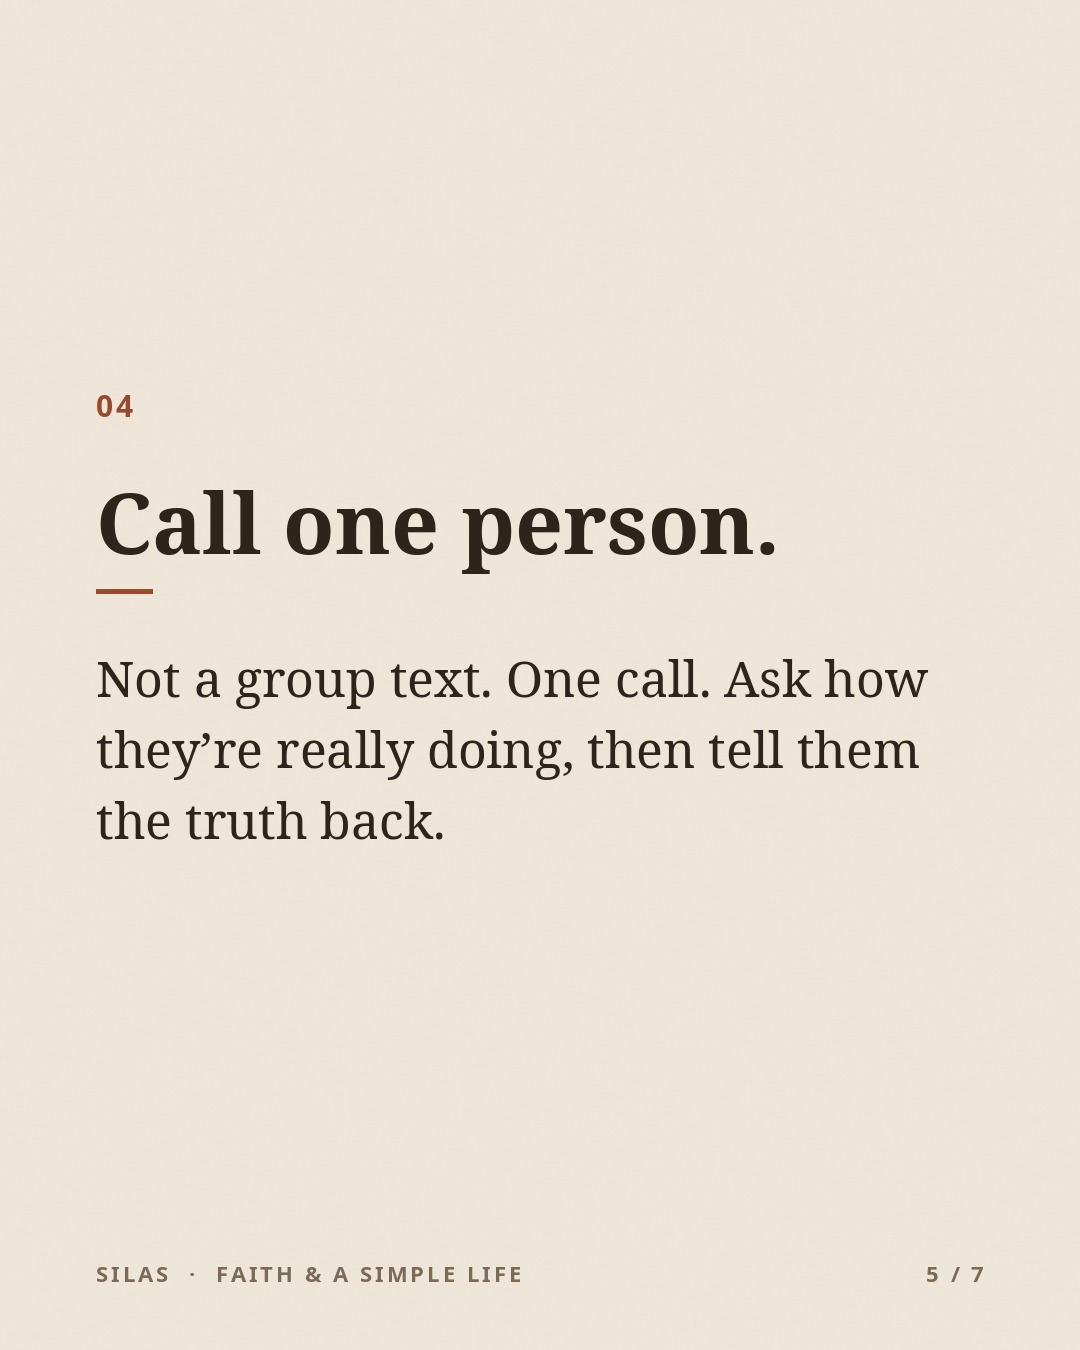 04
Call one person.
Not a group text. One call. Ask how
they’re really doing, then tell them
the truth back.
SILAS · FAITH & A SIMPLE LIFE
5 / 7